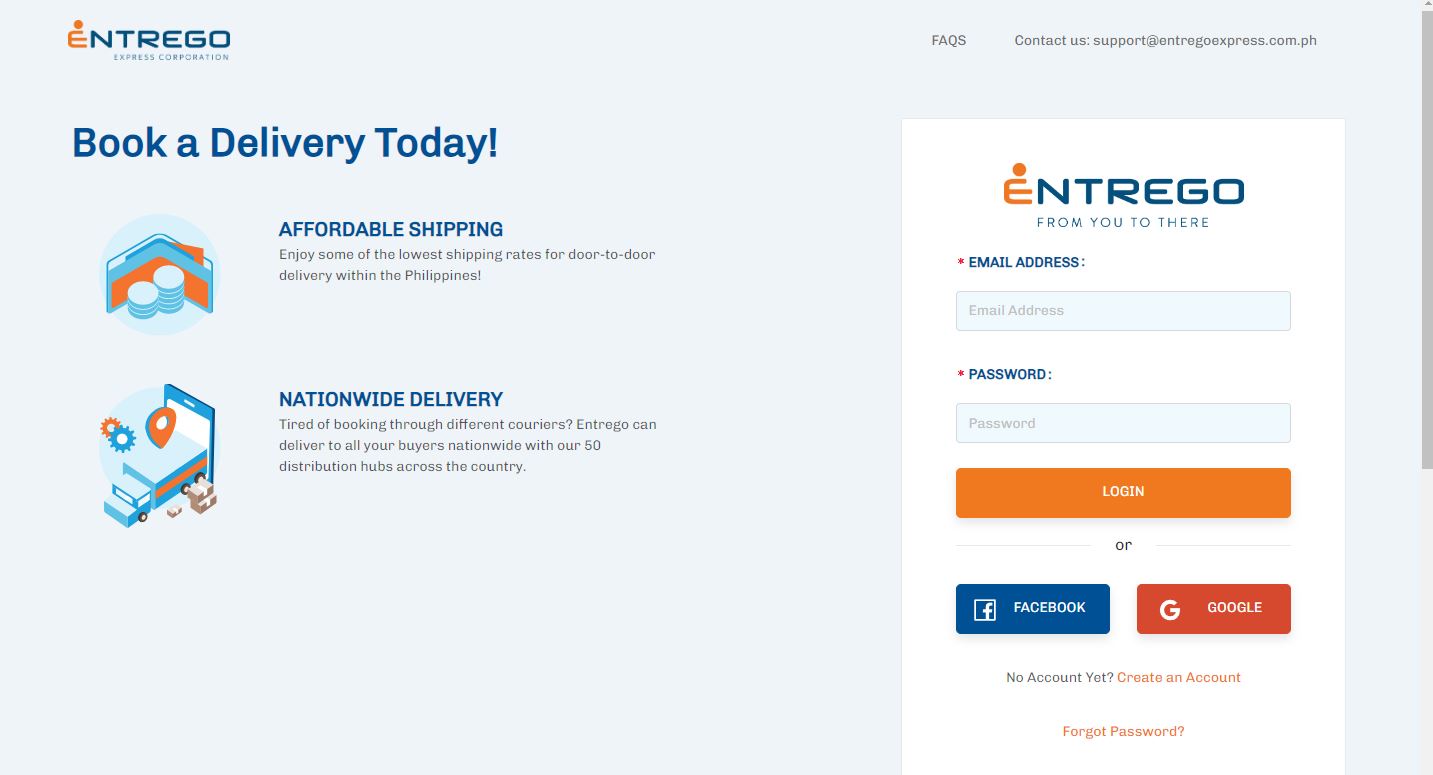 ENTREGO
EXPRESS CORPORATION
FAQS
Contact us: support@entregoexpress.com.ph
Book a Delivery Today!
AFFORDABLE SHIPPING
Enjoy some of the lowest shipping rates for door-to-door
delivery within the Philippines!
NATIONWIDE DELIVERY
Tired of booking through different couriers? Entrego can
deliver to all your buyers nationwide with our 50
distribution hubs across the country.
ENTREGO
FROM YOU TO THERE
* EMAIL ADDRESS:
Email Address
* PASSWORD:
Password
LOGIN
or
FACEBOOK
GOOGLE
No Account Yet? Create an Account
Forgot Password?